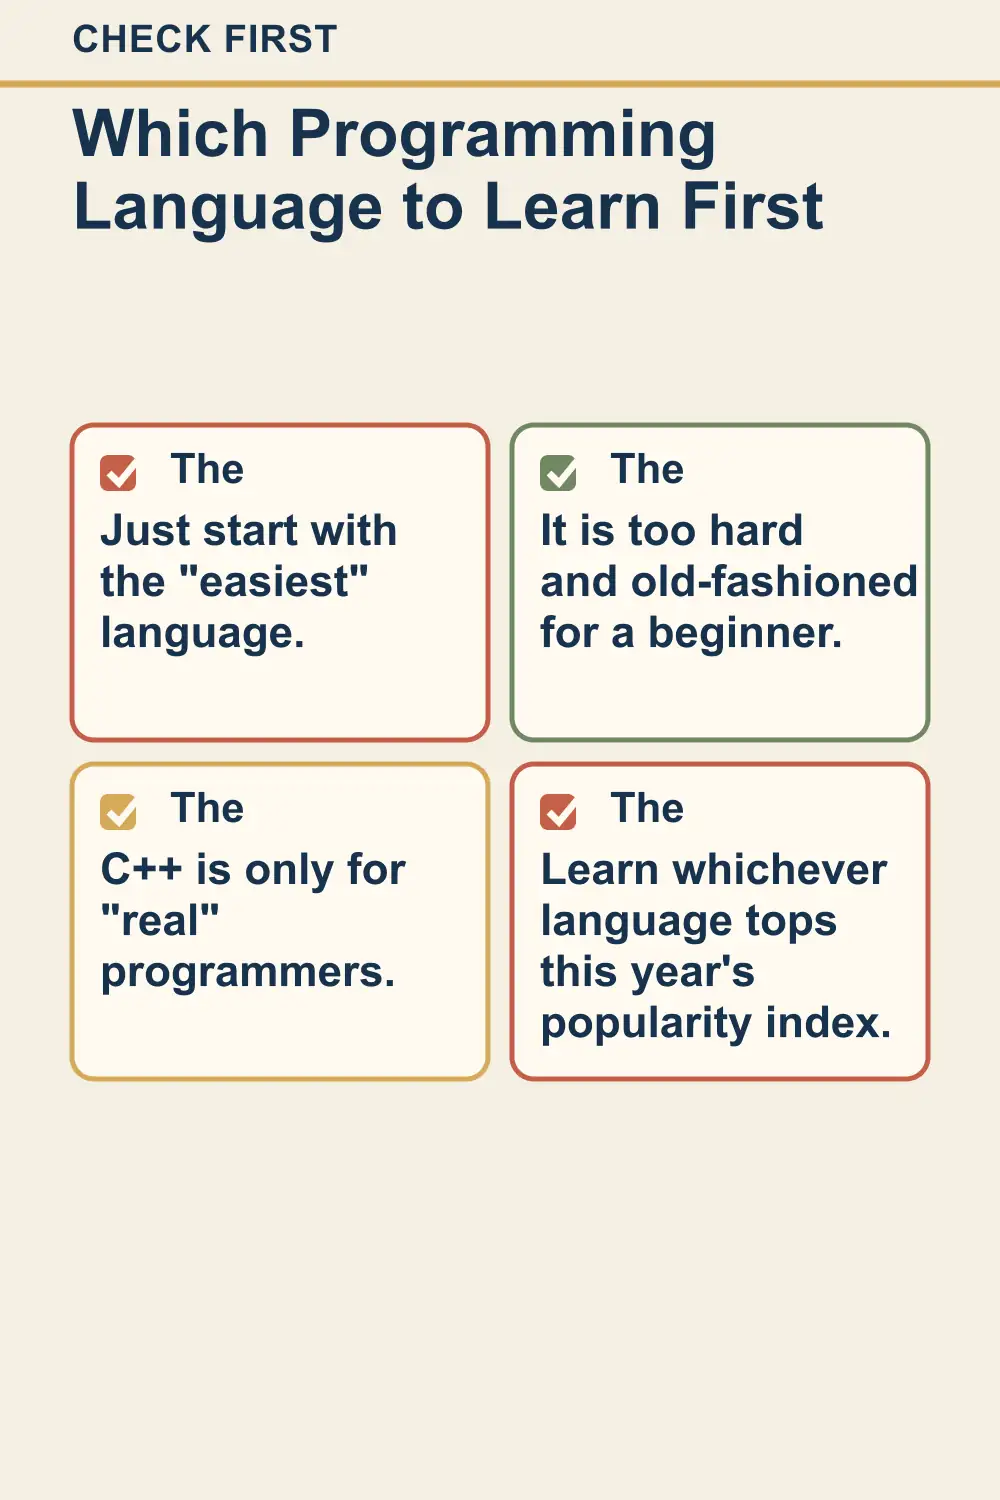 CHECK FIRST
Which Programming
Language to Learn First
The
Just start with
the "easiest"
language.
The
It is too hard
and old-fashioned
for a beginner.
The
C++ is only for
"real"
programmers.
The
Learn whichever
language tops
this year's
popularity index.